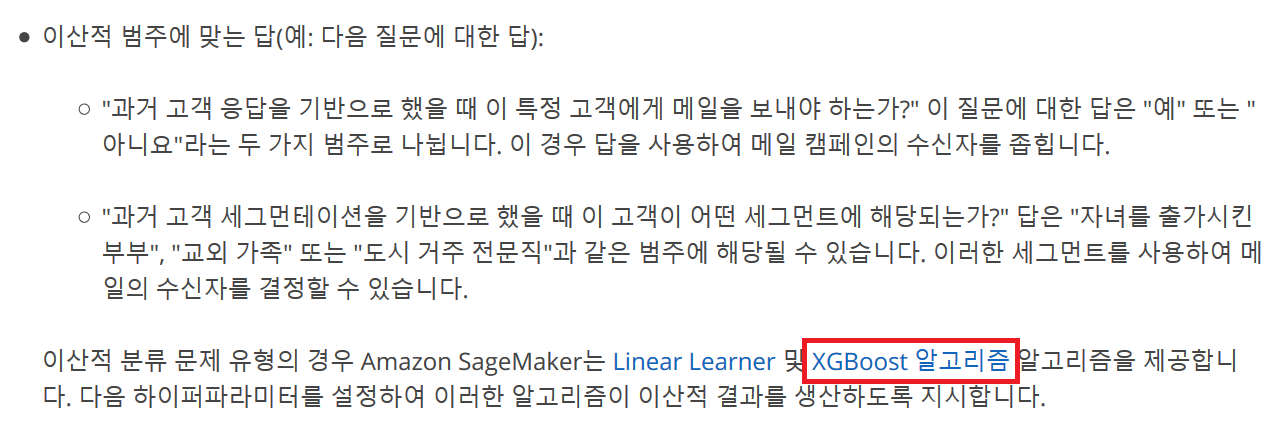 ● 이산적 범주에 맞는 답(예: 다음 질문에 대한 답):
○ "과거 고객 응답을 기반으로 했을 때 이 특정 고객에게 메일을 보내야 하는가?" 이 질문에 대한 답은 "예" 또는 "
아니요"라는 두 가지 범주로 나뉩니다. 이 경우 답을 사용하여 메일 캠페인의 수신자를 좁힙니다.
○ "과거 고객 세그먼테이션을 기반으로 했을 때 이 고객이 어떤 세그먼트에 해당되는가?" 답은 "자녀를 출가시킨
부부", "교외 가족" 또는 "도시 거주 전문직"과 같은 범주에 해당될 수 있습니다. 이러한 세그먼트를 사용하여 메
일의 수신자를 결정할 수 있습니다.
이산적 분류 문제 유형의 경우 Amazon SageMaker는 Linear Learner 및 XGBoost 알고리즘 알고리즘을 제공합니
다. 다음 하이퍼파라미터를 설정하여 이러한 알고리즘이 이산적 결과를 생산하도록 지시합니다.